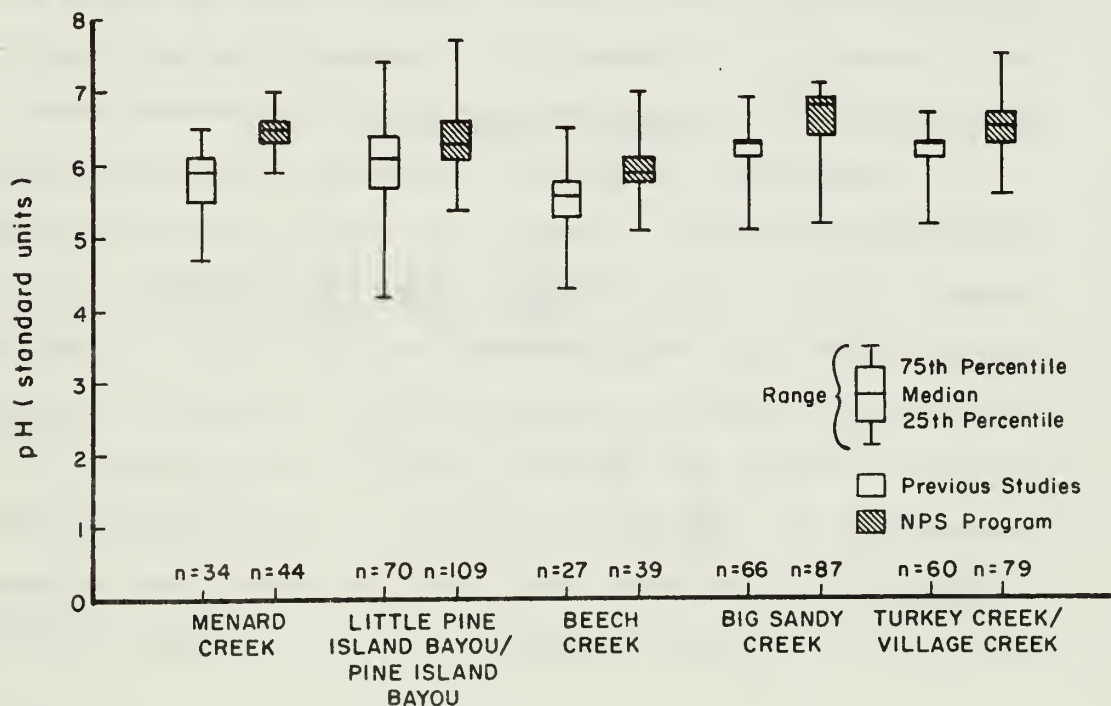 8
7
6
5
4
3
2
1
0
pH (standard units)
Range
75th Percentile
Median
25th Percentile
Previous Studies
NPS Program
n=34 n=44 n=70 n=109 n=27 n=39 n=66 n=87 n=60 n=79
MENARD
CREEK
LITTLE PINE
ISLAND BAYOU/
PINE ISLAND
BAYOU
BEECH
CREEK
BIG SANDY
CREEK
TURKEY CREEK/
VILLAGE CREEK